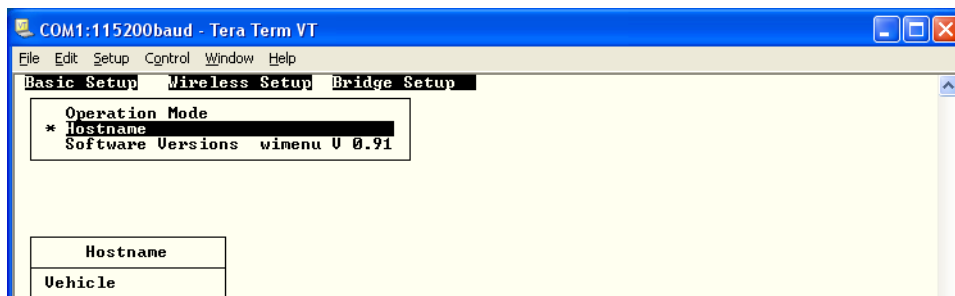 COM1:115200baud - Tera Term VT
File Edit Setup Control Window Help
Basic Setup Wireless Setup Bridge Setup
Operation Mode
* Hostname
Software Versions wimenu V 0.91
Hostname
Vehicle